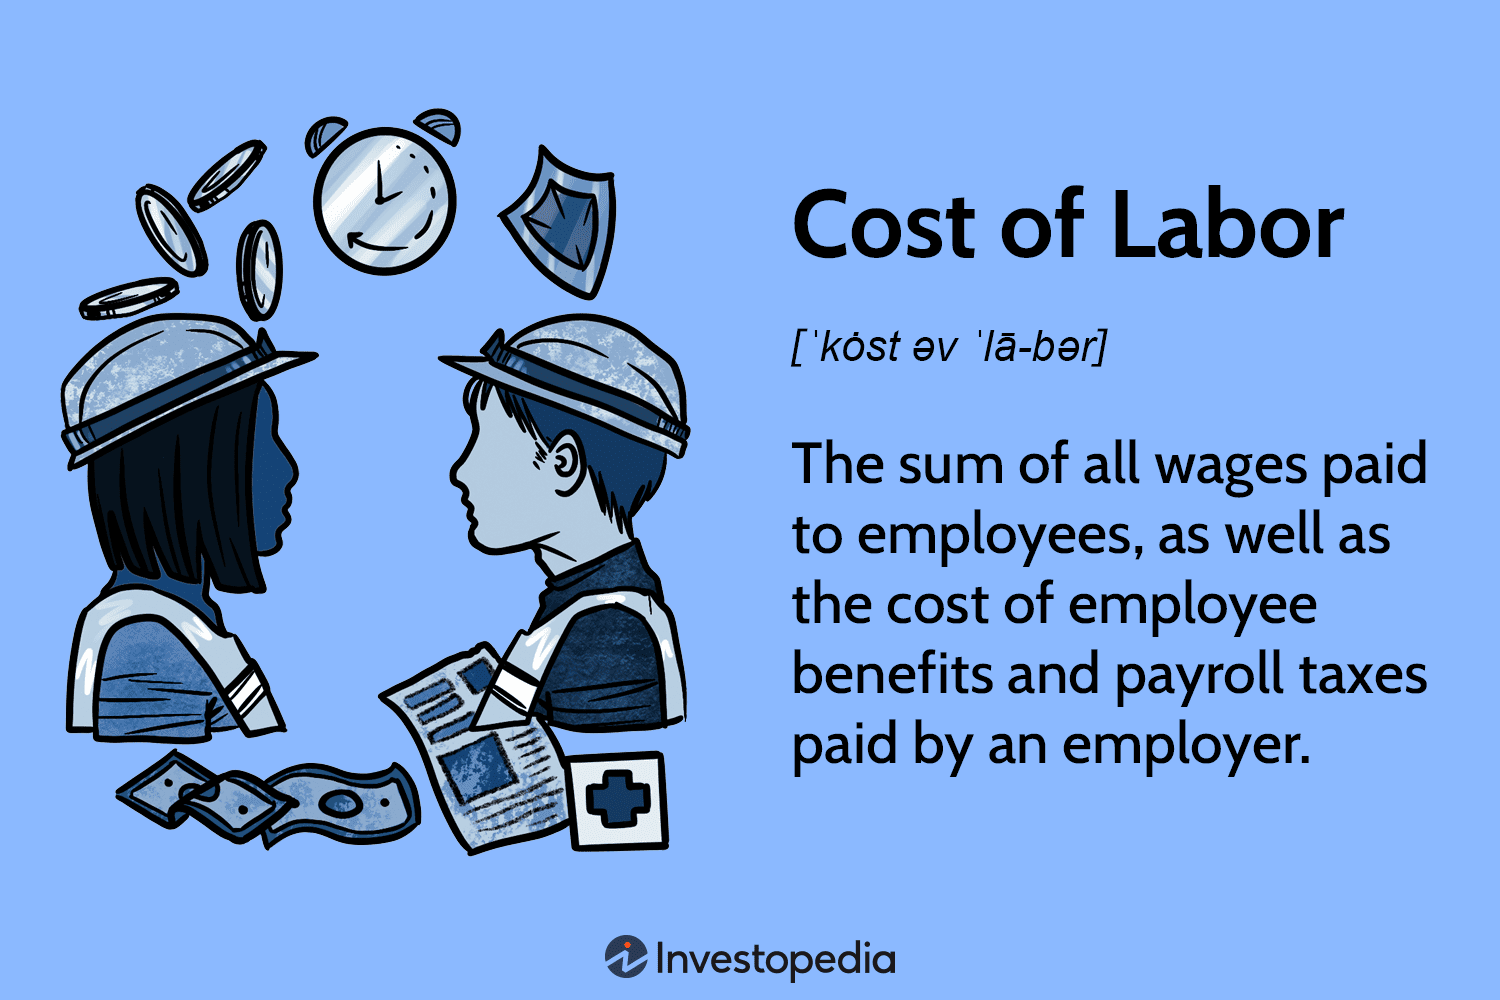 Cost of Labor
[ˈkȯst əv ˈlā-bər]
The sum of all wages paid
to employees, as well as
the cost of employee
benefits and payroll taxes
paid by an employer.
Investopedia